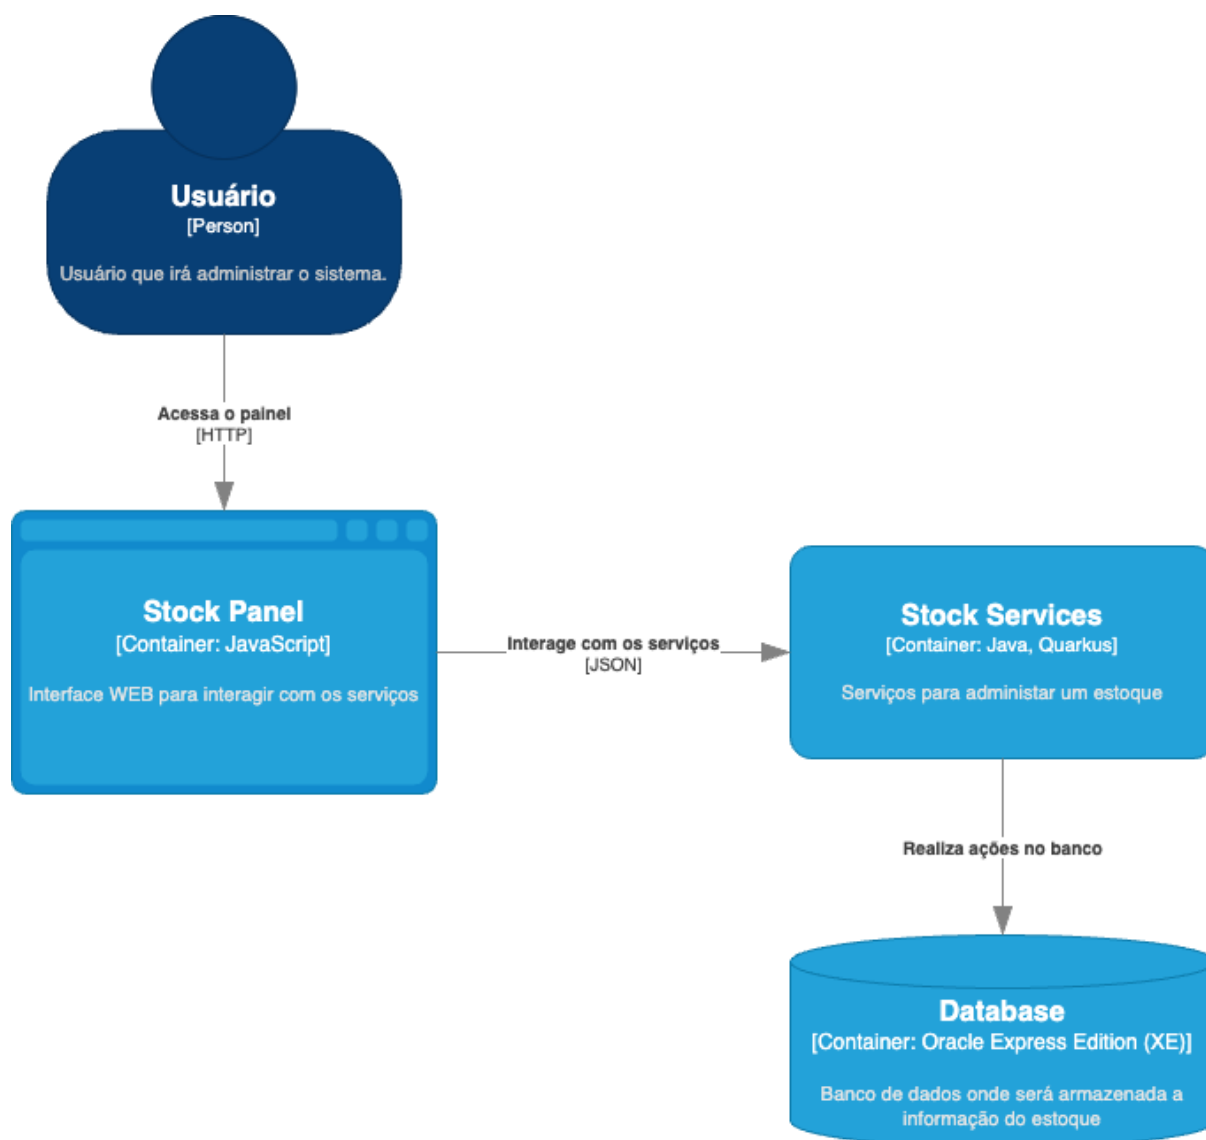 Usuário
[Person]
Usuário que irá administrar o sistema.
Acessa o painel
[HTTP]
Stock Panel
[Container: JavaScript]
Interface WEB para interagir com os serviços
Interage com os serviços
[JSON]
Stock Services
[Container: Java, Quarkus]
Serviços para administar um estoque
Realiza ações no banco
Database
[Container: Oracle Express Edition (XE)]
Banco de dados onde será armazenada a
informação do estoque